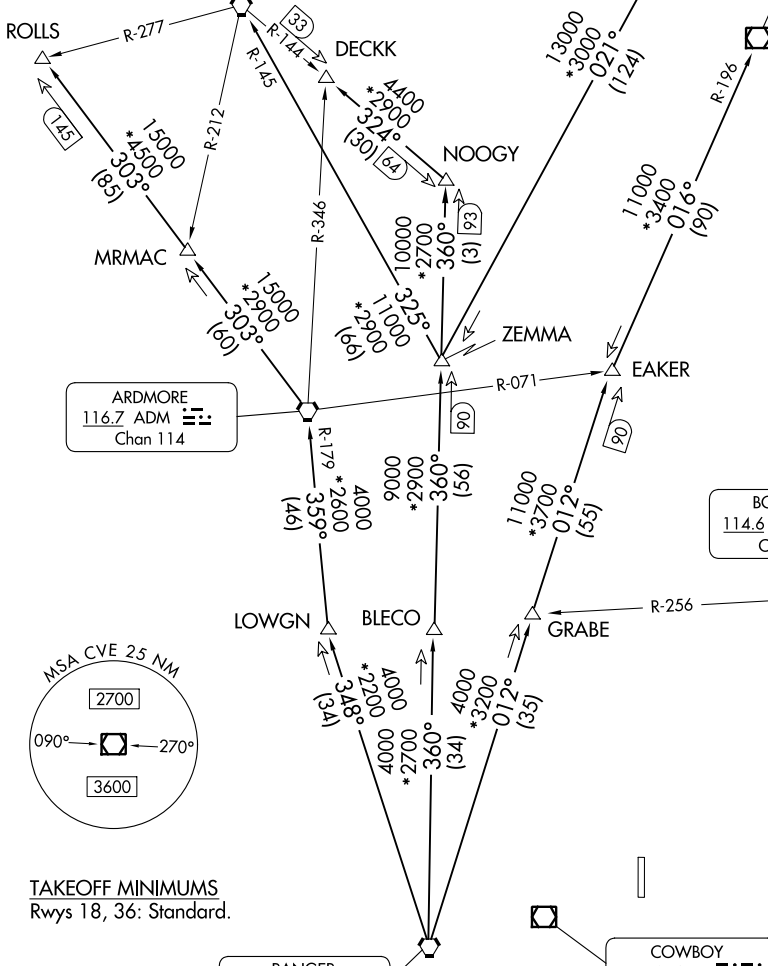 ROLLS
R-277
33
R-144
DECKK
R-145
13000
*3000
021°
(124)
R-196
145
15000
*4500
303°
(85)
R-212
4400
*2900
324°
(30)
64
NOOGY
93
R-346
10000
*2700
360°
(3)
11000
*3400
016°
(90)
MRMAC
15000
*2900
303°
(60)
325°
11000
*2900
(66)
ZEMMA
EAKER
R-071
ARDMORE
116.7 ADM
Chan 114
90
90
R-179
4000
*2600
359°
(46)
9000
*2900
360°
(56)
11000
*3700
012°
(55)
114.6
R-256
LOWGN
BLECO
GRABE
MSA CVE 25 NM
2700
090°
270°
3600
4000
*2200
348°
(34)
4000
*2700
360°
(34)
4000
*3200
012°
(35)
TAKEOFF MINIMUMS
Rwys 18, 36: Standard.
COWBOY